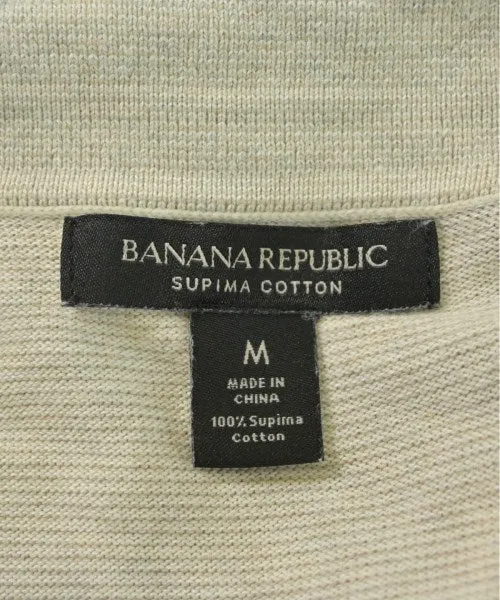 BANANA REPUBLIC
SUPIMA COTTON
M
MADE IN
CHINA
100% Supima
Cotton